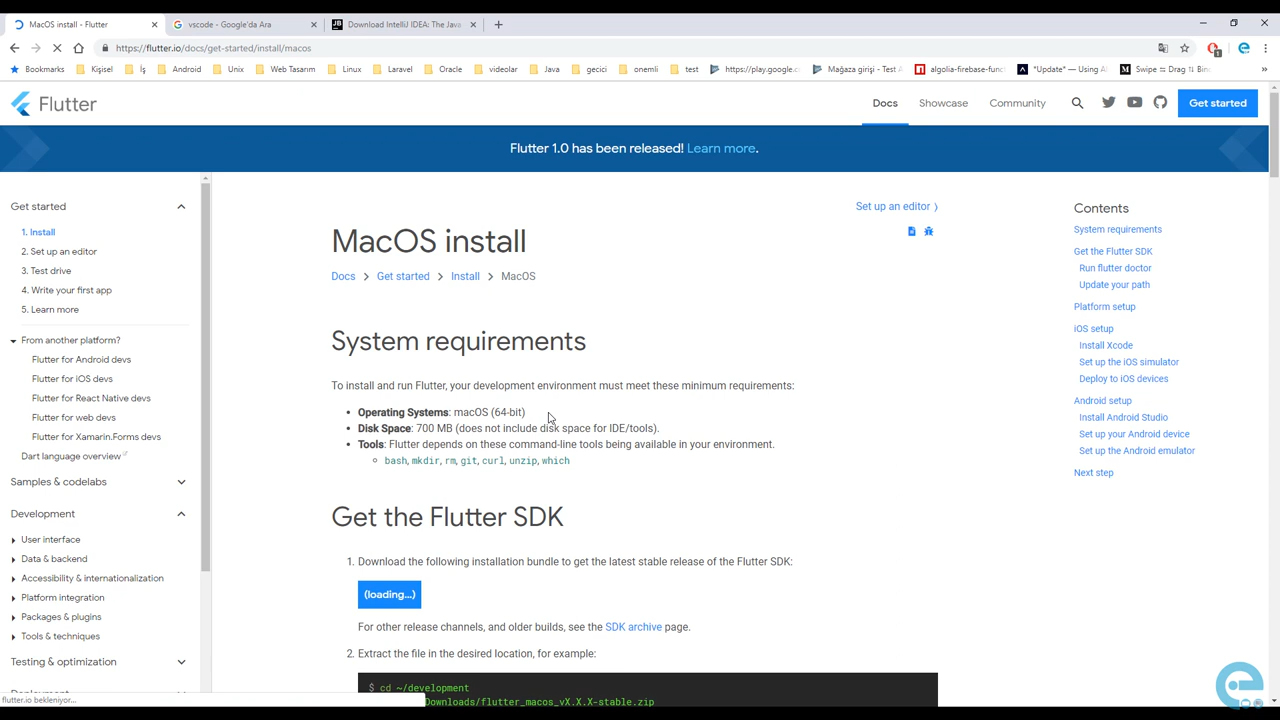 MacOS install - Flutter
vscode - Google'da Ara
Download IntelliJ IDEA: The Java
https://flutter.io/docs/get-started/install/macos
Bookmarks
Kişisel
İş
Android
Unix
Web Tasarım
Linux
Laravel
Oracle
videolar
Java
gecici
onemli
test
https://play.google.c
Mağaza girişi - Test A
algolia-firebase-func
*Update* — Using Al
Swipe
Drag
Bin
Flutter
Docs
Showcase
Community
Get started
Flutter 1.0 has been released! Learn more.
Get started
1. Install
2. Set up an editor
3. Test drive
4. Write your first app
5. Learn more
From another platform?
Flutter for Android devs
Flutter for iOS devs
Flutter for React Native devs
Flutter for web devs
Flutter for Xamarin.Forms devs
Dart language overview
Samples & codelabs
Development
User interface
Data & backend
Accessibility & internationalization
Platform integration
Packages & plugins
Tools & techniques
Testing & optimization
flutter.io bekleniyor...
Set up an editor
MacOS install
Docs > Get started > Install > MacOS
System requirements
To install and run Flutter, your development environment must meet these minimum requirements:
• Operating Systems: macOS (64-bit)
• Disk Space: 700 MB (does not include disk space for IDE/tools).
• Tools: Flutter depends on these command-line tools being available in your environment.
bash, mkdir, rm, git, curl, unzip, which
Get the Flutter SDK
1. Download the following installation bundle to get the latest stable release of the Flutter SDK:
(loading...)
For other release channels, and older builds, see the SDK archive page.
2. Extract the file in the desired location, for example:
$ cd ~/development
Downloads/flutter_macos_vX.X.X-stable.zip
Contents
System requirements
Get the Flutter SDK
Run flutter doctor
Update your path
Platform setup
iOS setup
Install Xcode
Set up the iOS simulator
Deploy to iOS devices
Android setup
Install Android Studio
Set up your Android device
Set up the Android emulator
Next step